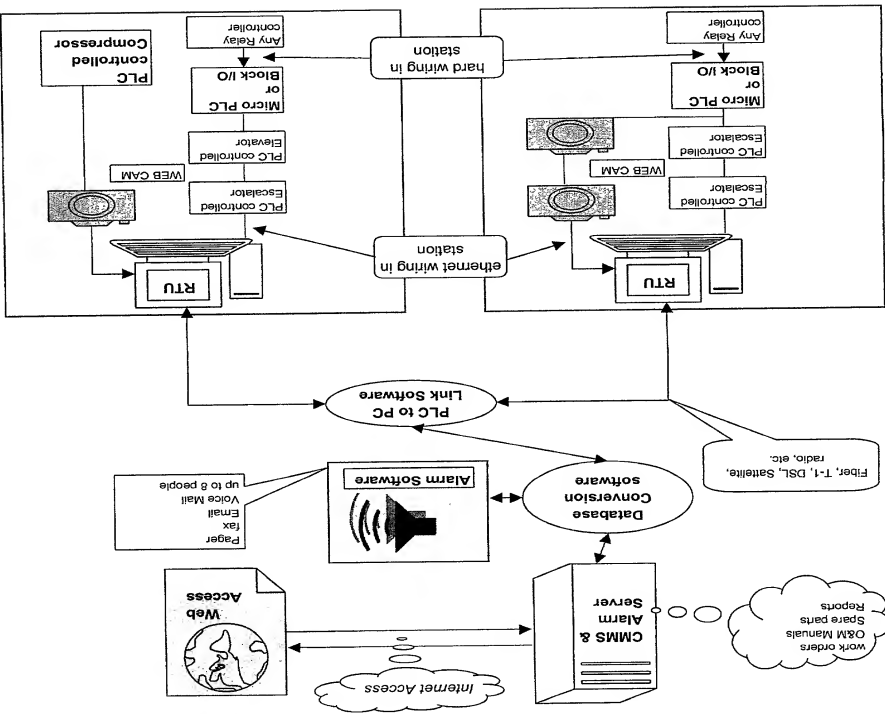 Internet Access
work orders
O&M Manuals
Spare parts
Reports
CMMS &
Alarm
Server
Web
Access
Database
Conversion
software
Alarm Software
Pager
fax
Email
Voice Mail
up to 8 people
Fiber, T-1, DSL, Sattelite,
radio, etc.
PLC to PC
Link Software
RTU
RTU
ethernet wiring in
station
PLC controlled
Escalator
PLC controlled
Escalator
WEB CAM
Micro PLC
or
Block I/O
Any Relay
controller
PLC controlled
Escalator
PLC controlled
Elevator
WEB CAM
Micro PLC
or
Block I/O
Any Relay
controller
PLC
controlled
Compressor
hard wiring in
station